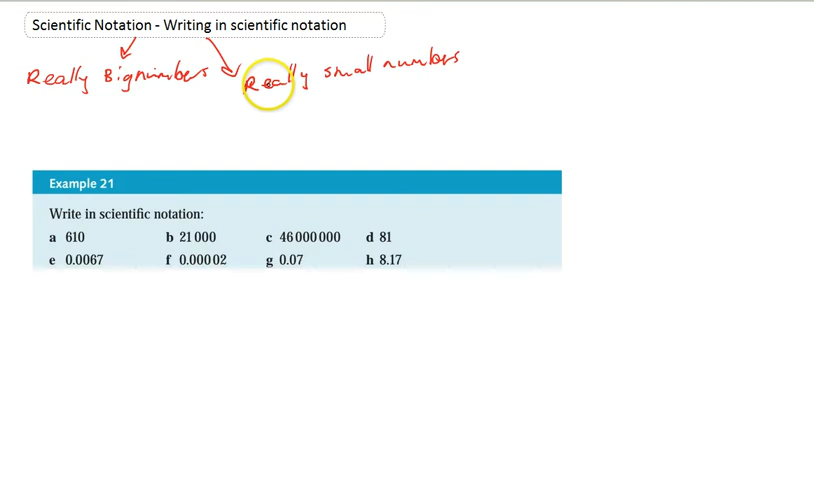 Scientific Notation - Writing in scientific notation
Really Big numbers Really small numbers
Example 21
Write in scientific notation:
a 610 b 21 000 c 46 000 000 d 81
e 0.0067 f 0.000 02 g 0.07 h 8.17